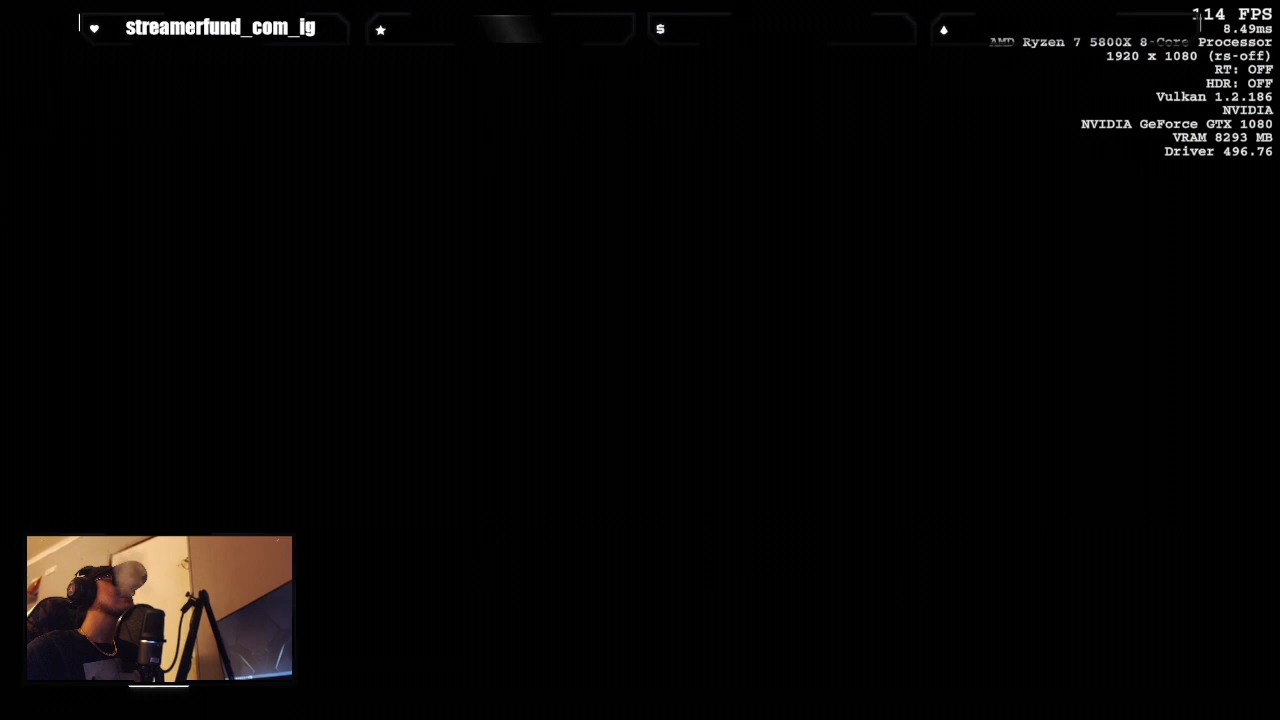 streamerfund_com_ig
$
114 FPS
8.49ms
AMD Ryzen 7 5800X 8-Core Processor
1920 x 1080 (rs-off)
RT: OFF
HDR: OFF
Vulkan 1.2.186
NVIDIA
NVIDIA GeForce GTX 1080
VRAM 8293 MB
Driver 496.76